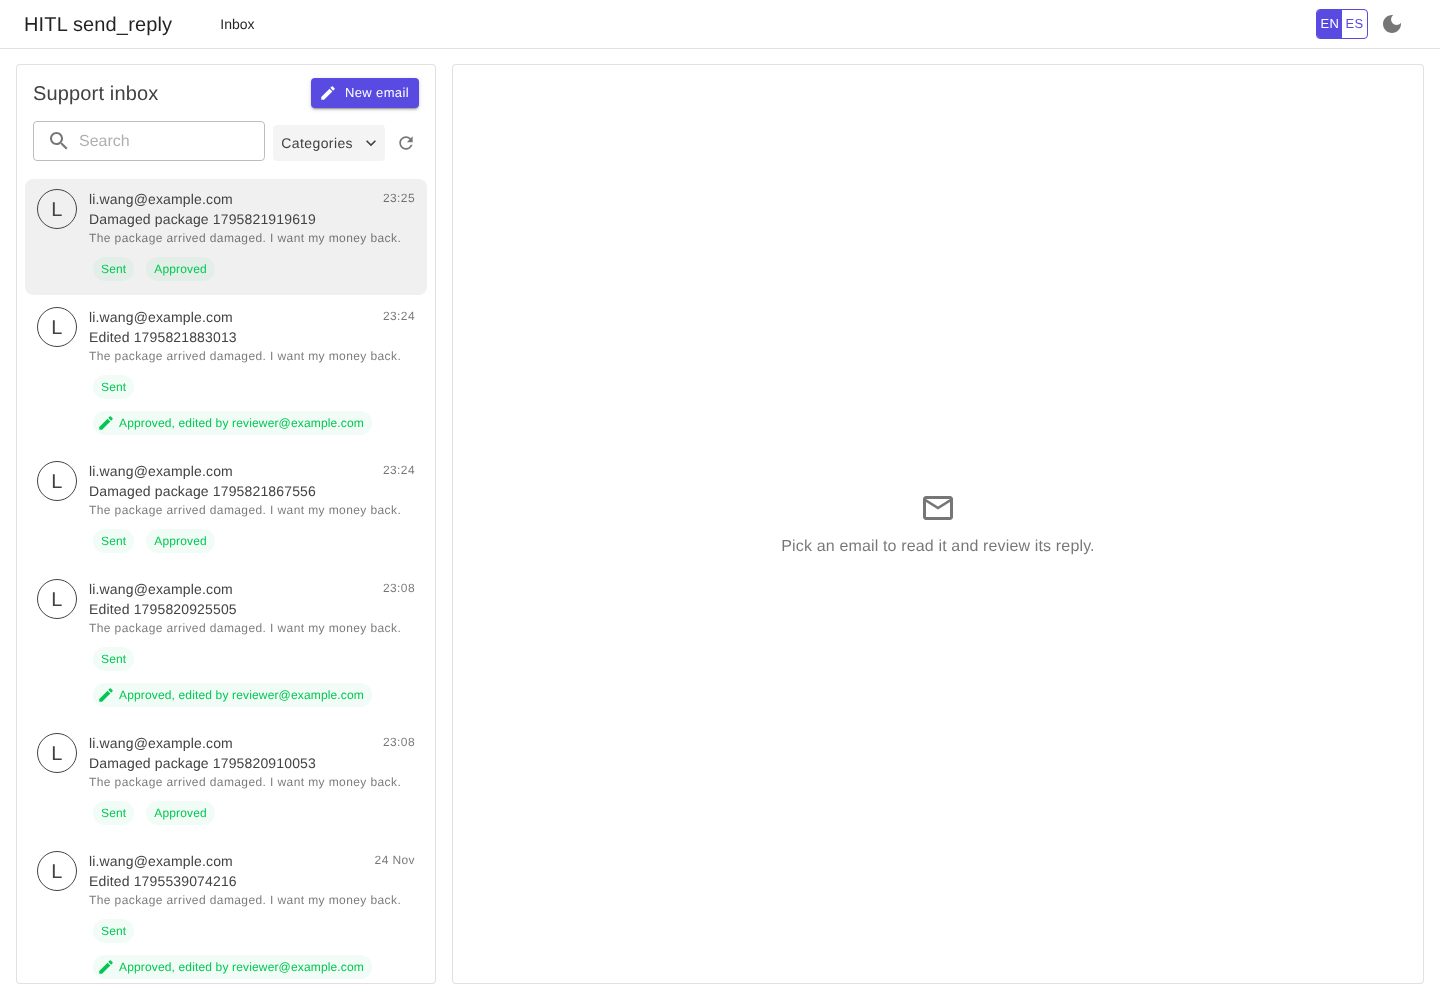 HITL send_reply
Inbox
EN ES
Support inbox
New email
Search
Categories
L
li.wang@example.com
23:25
Damaged package 1795821919619
The package arrived damaged. I want my money back.
Sent
Approved
L
li.wang@example.com
23:24
Edited 1795821883013
The package arrived damaged. I want my money back.
Sent
Approved, edited by reviewer@example.com
L
li.wang@example.com
23:24
Damaged package 1795821867556
The package arrived damaged. I want my money back.
Sent
Approved
L
li.wang@example.com
23:08
Edited 1795820925505
The package arrived damaged. I want my money back.
Sent
Approved, edited by reviewer@example.com
L
li.wang@example.com
23:08
Damaged package 1795820910053
The package arrived damaged. I want my money back.
Sent
Approved
L
li.wang@example.com
24 Nov
Edited 1795539074216
The package arrived damaged. I want my money back.
Sent
Approved, edited by reviewer@example.com
Pick an email to read it and review its reply.